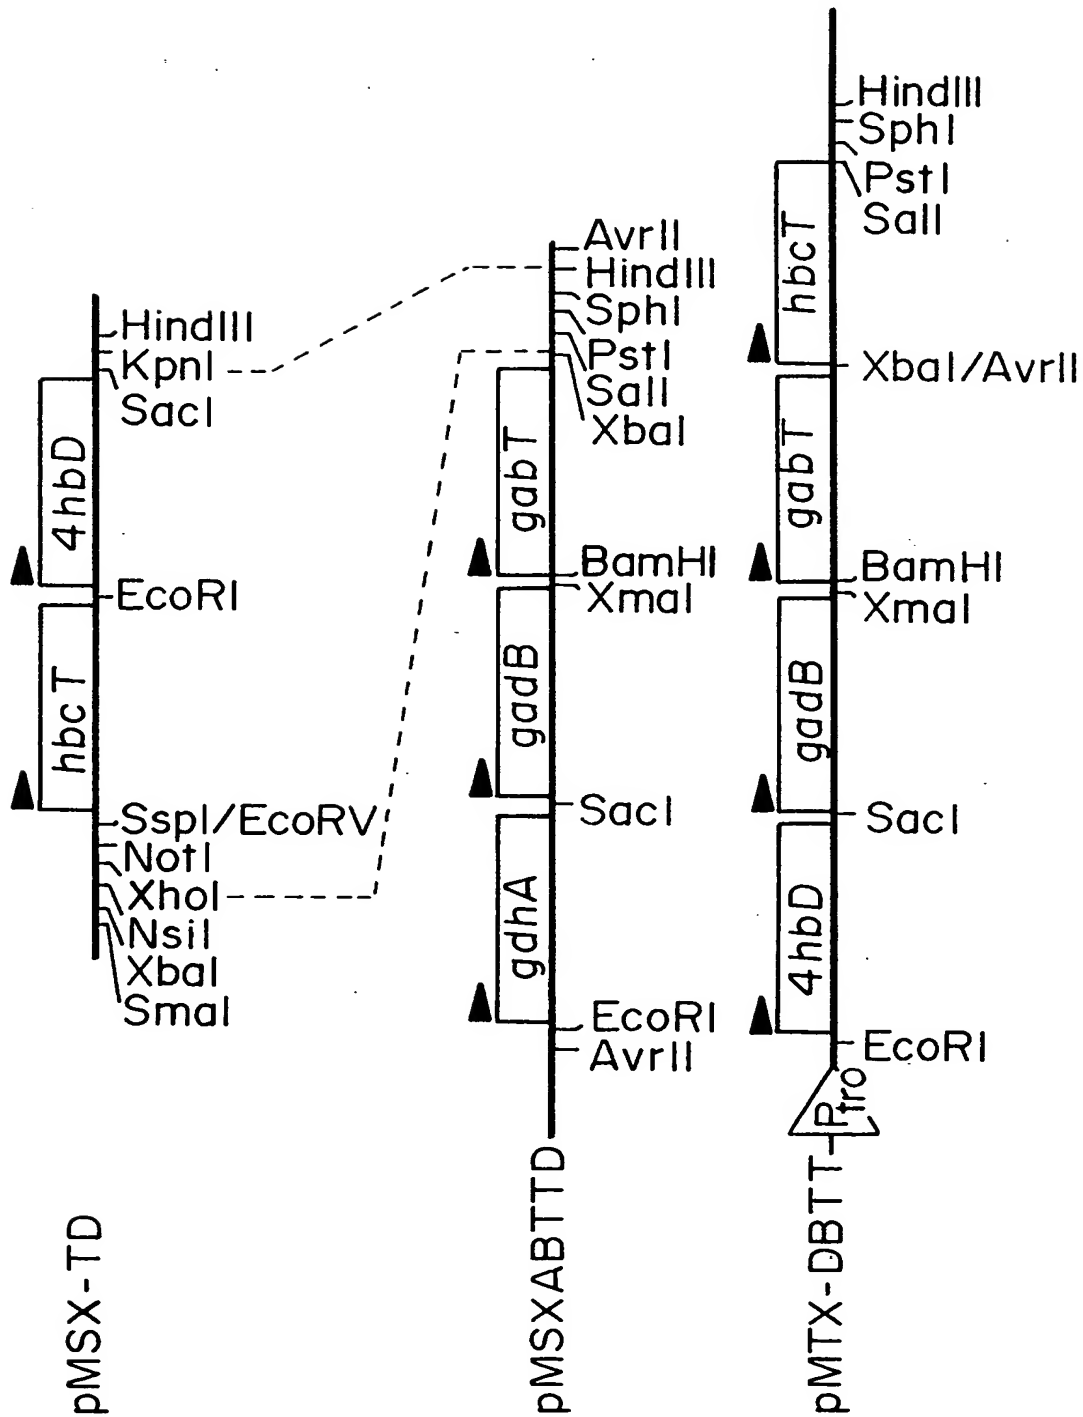 HindIII
KpnI
SacI
4hbD
EcoRI
hbcT
SspI/EcoRV
NotI
XhoI
NsiI
XbaI
SmaI
pMSX-TD
AvrII
HindIII
SphI
PstI
SalI
XbaI
gabT
BamHI
XmaI
gadB
SacI
gdhA
EcoRI
AvrII
pMSXABTTD
HindIII
SphI
PstI
SalI
hbcT
XbaI/AvrII
gabT
BamHI
XmaI
gadB
SacI
4hbD
EcoRI
Ptro
pMTX-DBTT